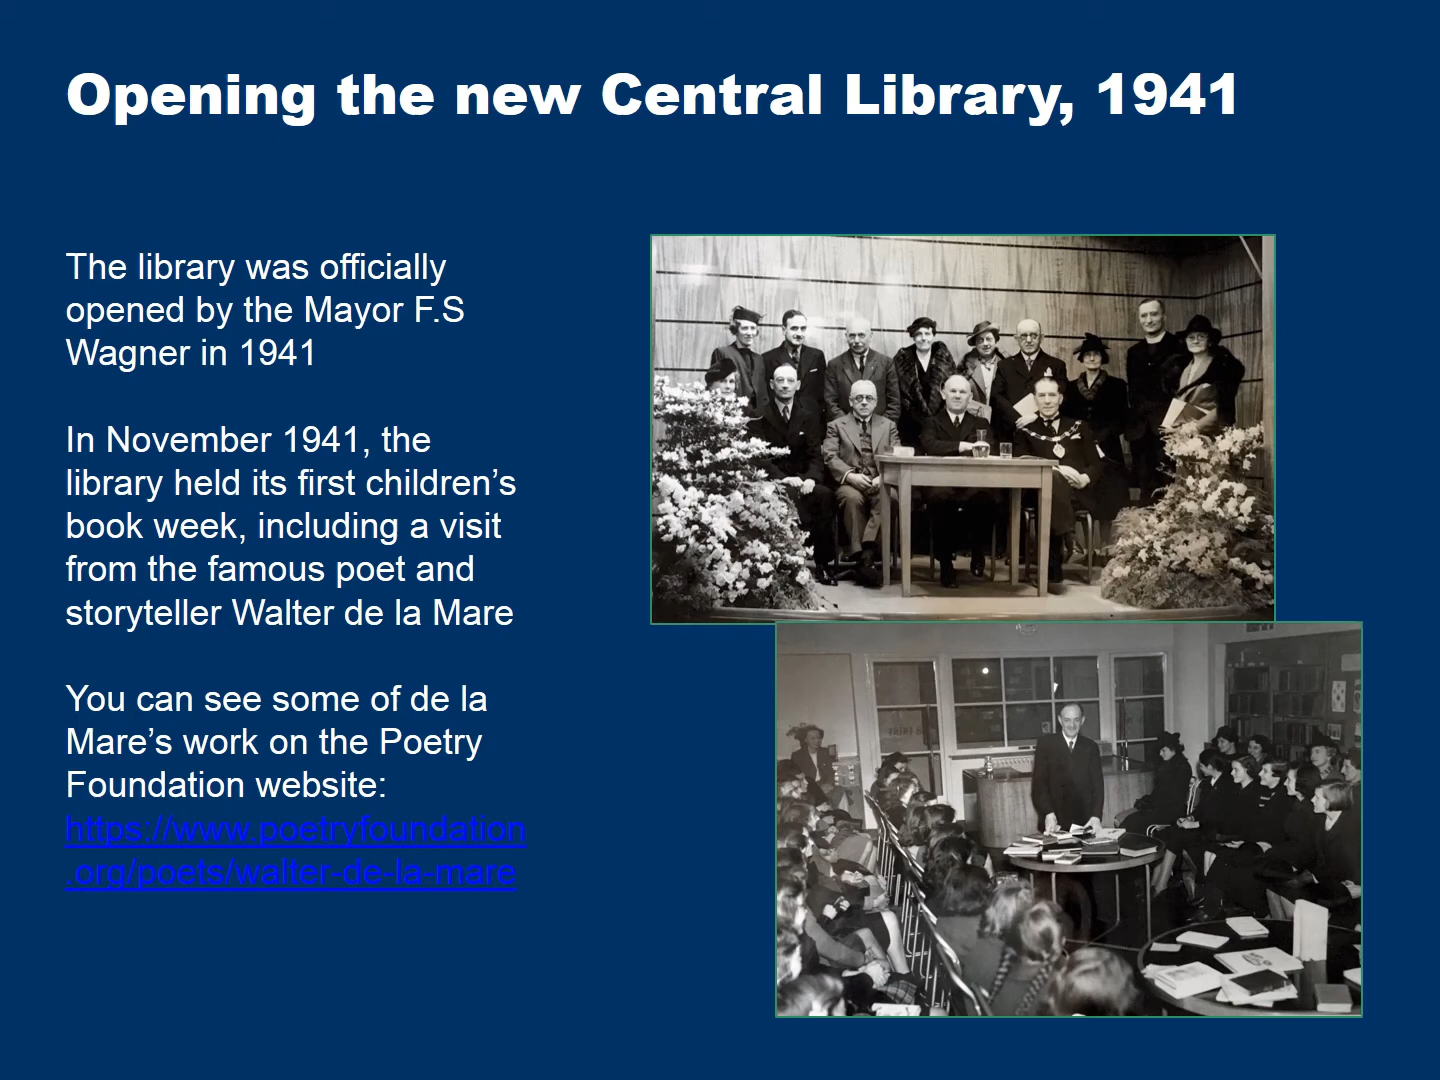 Opening the new Central Library, 1941
The library was officially
opened by the Mayor F.S
Wagner in 1941
In November 1941, the
library held its first children’s
book week, including a visit
from the famous poet and
storyteller Walter de la Mare
You can see some of de la
Mare’s work on the Poetry
Foundation website:
https://www.poetryfoundation
.org/poets/walter-de-la-mare